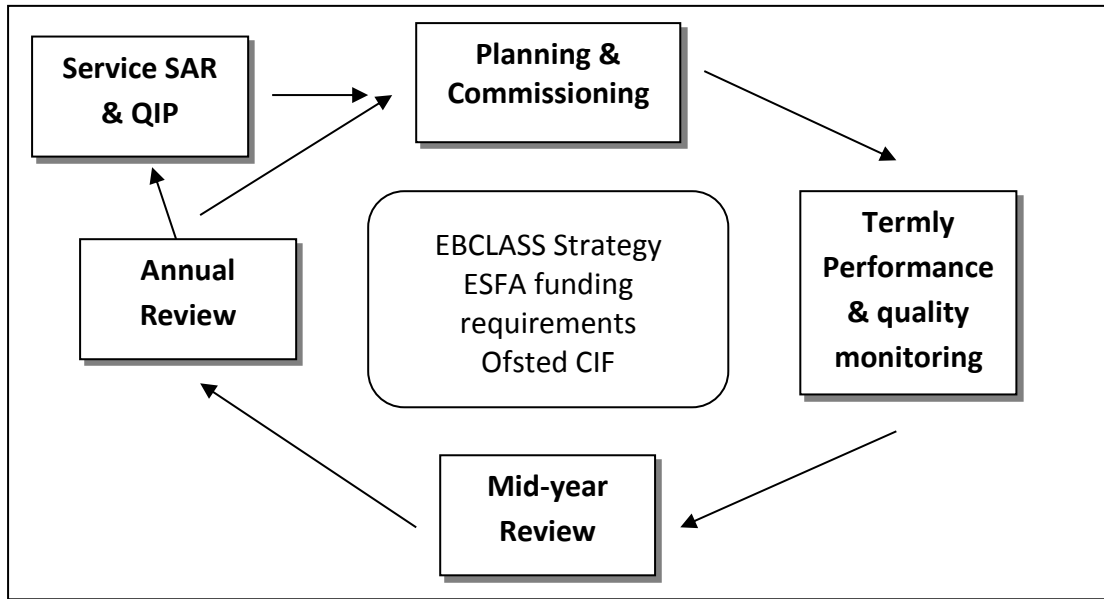 Service SAR
& QIP
Planning &
Commissioning
Termly
Performance
& quality
monitoring
Mid-year
Review
Annual
Review
EBCLASS Strategy
ESFA funding
requirements
Ofsted CIF